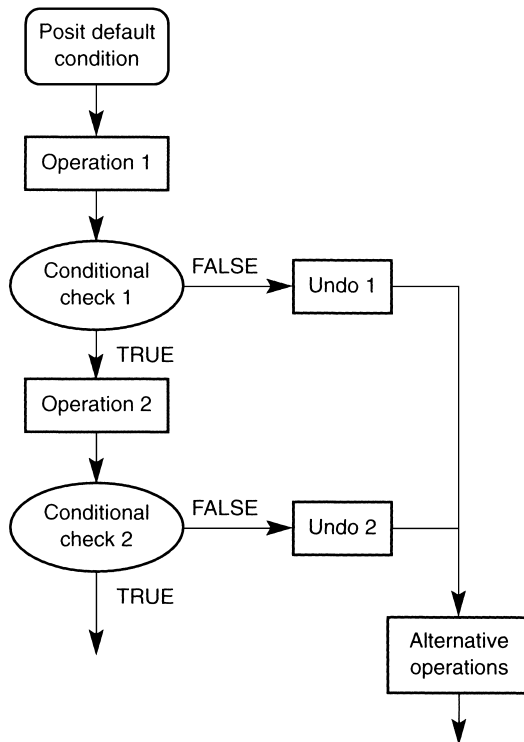 Posit default
condition
Operation 1
Conditional
check 1
FALSE
Undo 1
TRUE
Operation 2
Conditional
check 2
FALSE
Undo 2
TRUE
Alternative
operations